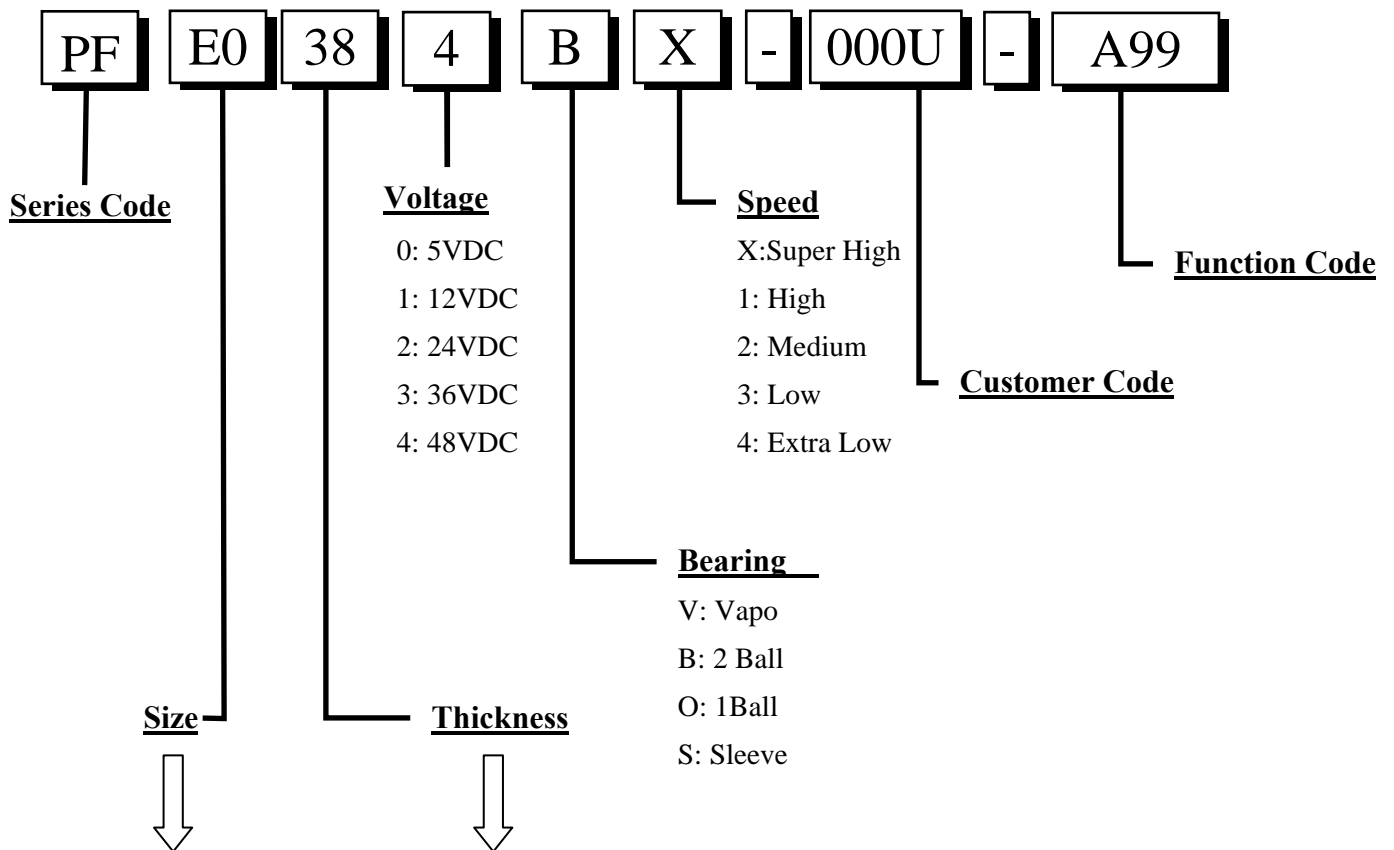 PF E0 38 4 B X - 000U - A99
Series Code
Voltage
0: 5VDC
1: 12VDC
2: 24VDC
3: 36VDC
4: 48VDC
Speed
X:Super High
1: High
2: Medium
3: Low
4: Extra Low
Function Code
Customer Code
Bearing
V: Vapo
B: 2 Ball
O: 1Ball
S: Sleeve
Size
Thickness